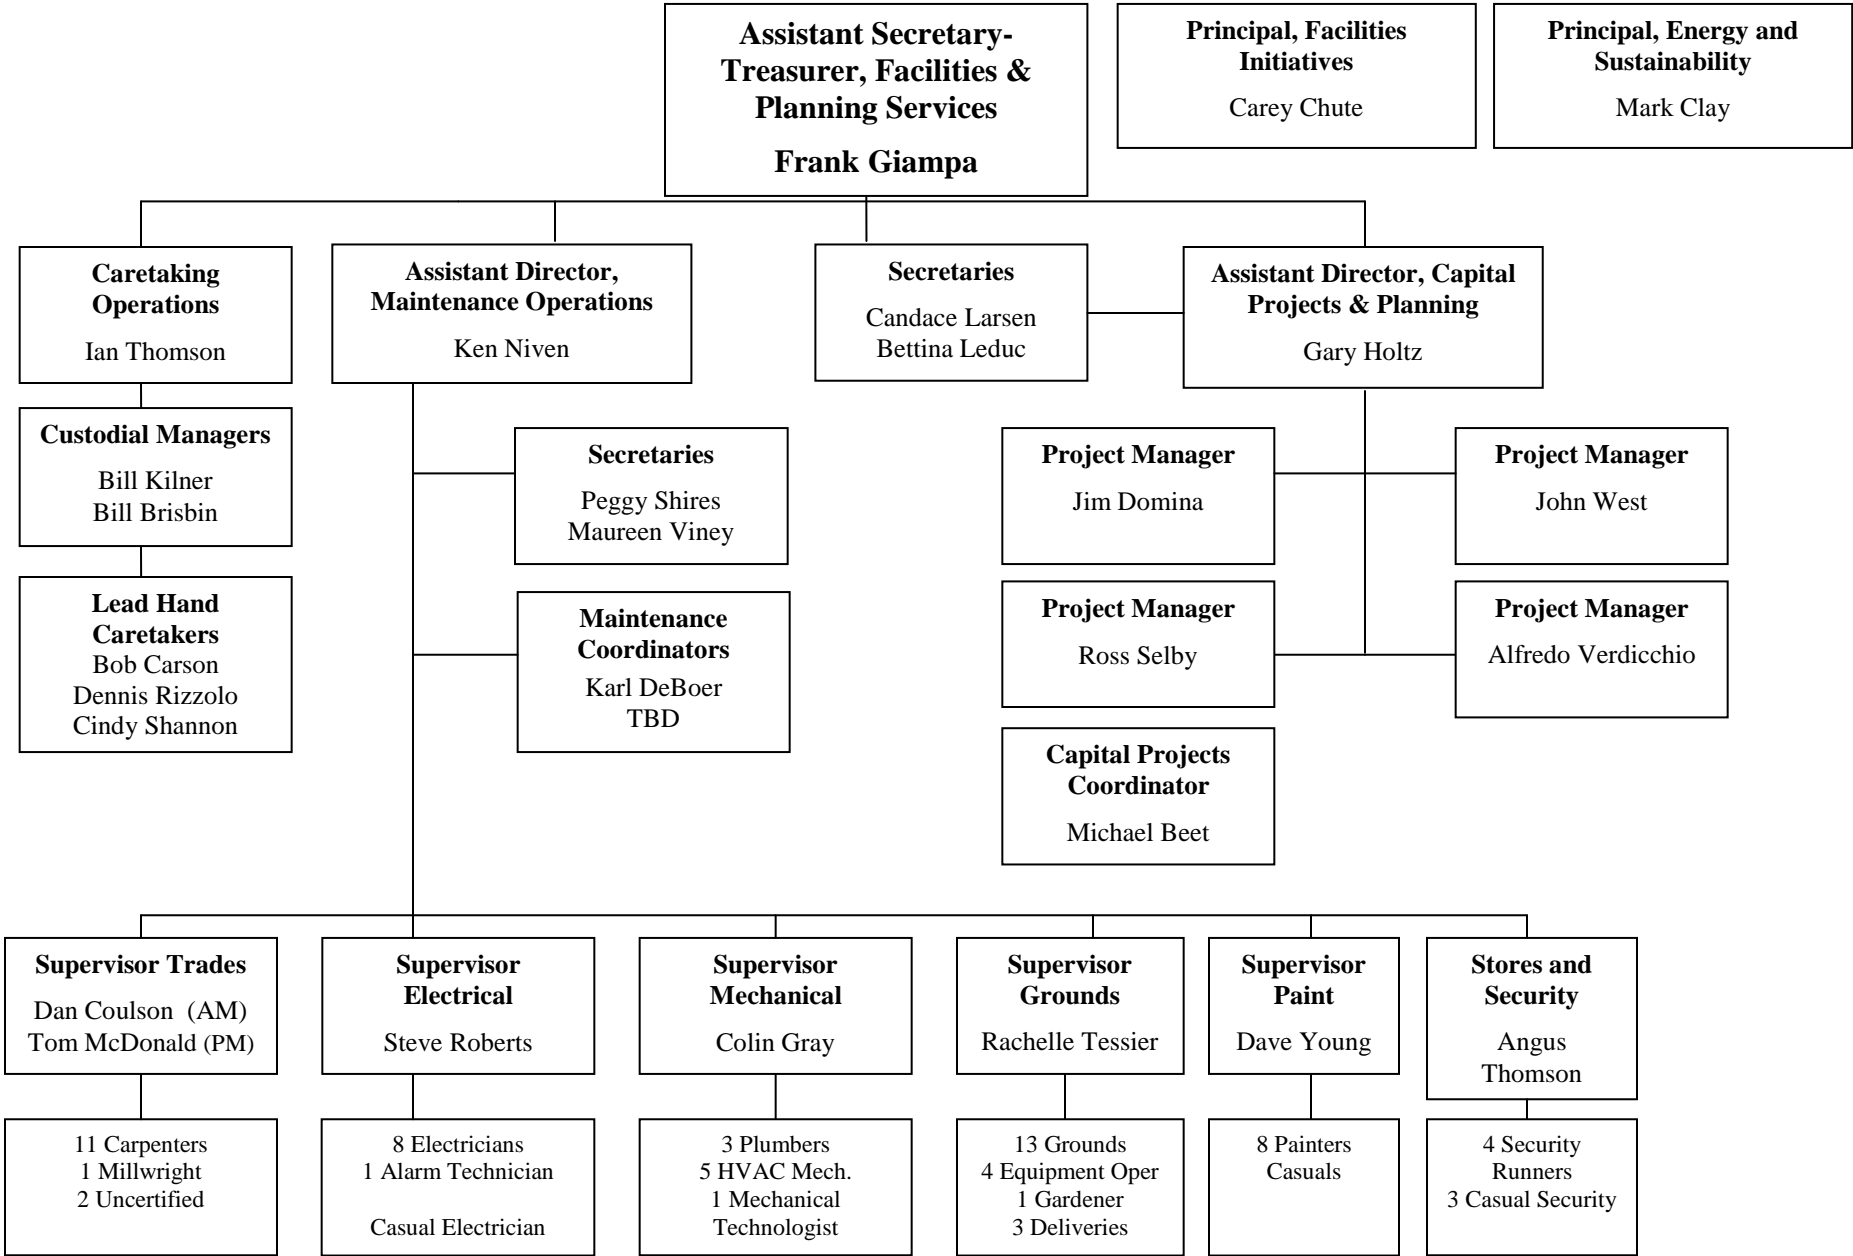 Assistant Secretary-
Treasurer, Facilities &
Planning Services
Frank Giampa
Principal, Facilities
Initiatives
Carey Chute
Principal, Energy and
Sustainability
Mark Clay
Caretaking
Operations
Ian Thomson
Assistant Director,
Maintenance Operations
Ken Niven
Secretaries
Candace Larsen
Bettina Leduc
Assistant Director, Capital
Projects & Planning
Gary Holtz
Custodial Managers
Bill Kilner
Bill Brisbin
Secretaries
Peggy Shires
Maureen Viney
Project Manager
Jim Domina
Project Manager
John West
Lead Hand
Caretakers
Bob Carson
Dennis Rizzolo
Cindy Shannon
Maintenance
Coordinators
Karl DeBoer
TBD
Project Manager
Ross Selby
Project Manager
Alfredo Verdicchio
Capital Projects
Coordinator
Michael Beet
Supervisor Trades
Dan Coulson (AM)
Tom McDonald (PM)
Supervisor
Electrical
Steve Roberts
Supervisor
Mechanical
Colin Gray
Supervisor
Grounds
Rachelle Tessier
Supervisor
Paint
Dave Young
Stores and
Security
Angus
Thomson
11 Carpenters
1 Millwright
2 Uncertified
8 Electricians
1 Alarm Technician
Casual Electrician
3 Plumbers
5 HVAC Mech.
1 Mechanical
Technologist
13 Grounds
4 Equipment Oper
1 Gardener
3 Deliveries
8 Painters
Casuals
4 Security
Runners
3 Casual Security